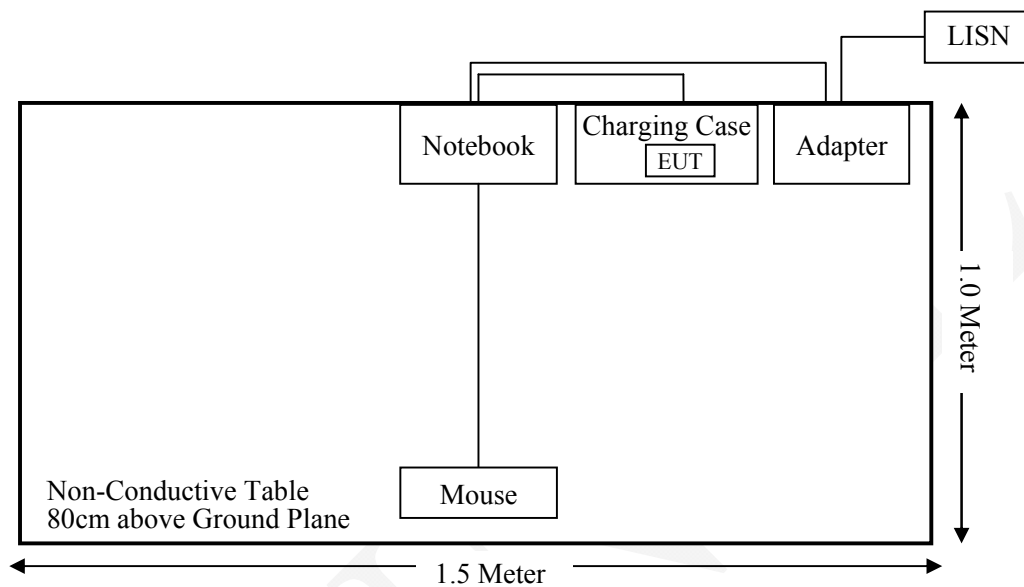 LISN
Notebook
Charging Case
EUT
Adapter
1.0 Meter
Mouse
Non-Conductive Table
80cm above Ground Plane
1.5 Meter